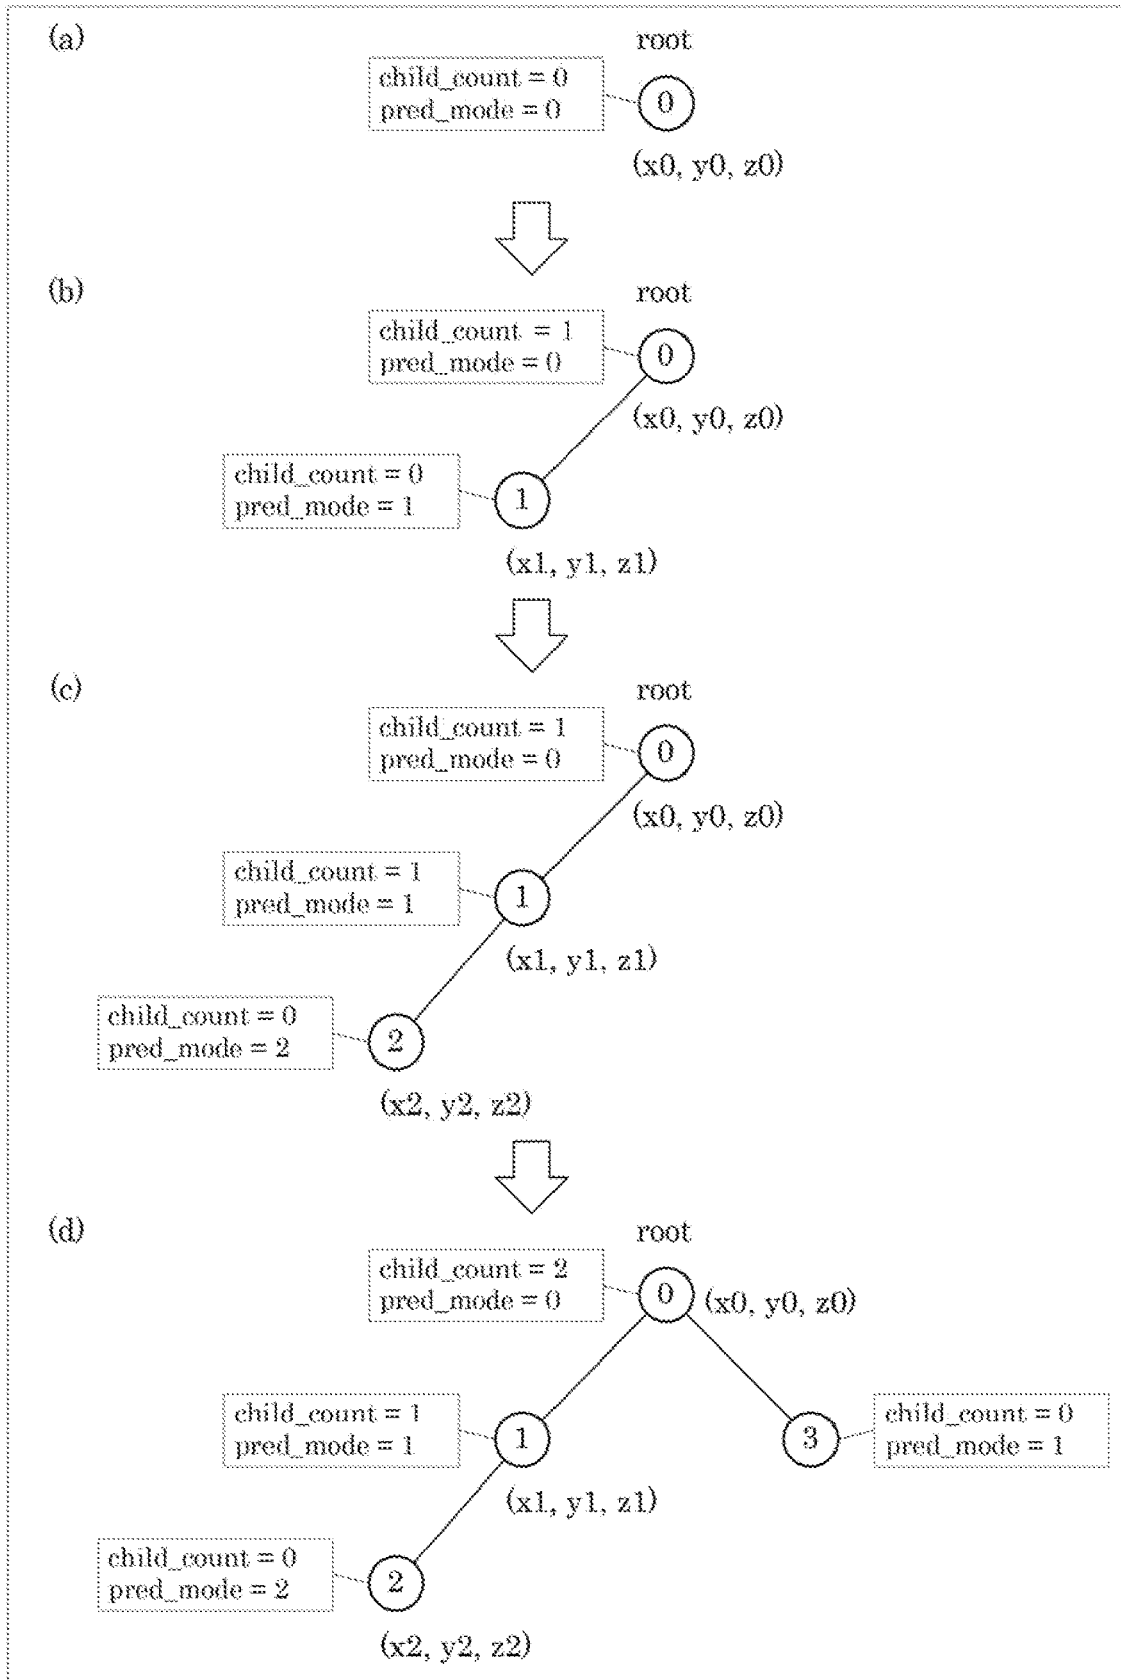 (a)
root
child_count = 0
pred_mode = 0
0
(x0, y0, z0)
(b)
root
child_count = 1
pred_mode = 0
0
(x0, y0, z0)
child_count = 0
pred_mode = 1
1
(x1, y1, z1)
(c)
root
child_count = 1
pred_mode = 0
0
(x0, y0, z0)
child_count = 1
pred_mode = 1
1
(x1, y1, z1)
child_count = 0
pred_mode = 2
2
(x2, y2, z2)
(d)
root
child_count = 2
pred_mode = 0
0
(x0, y0, z0)
child_count = 1
pred_mode = 1
1
3
child_count = 0
pred_mode = 1
(x1, y1, z1)
child_count = 0
pred_mode = 2
2
(x2, y2, z2)